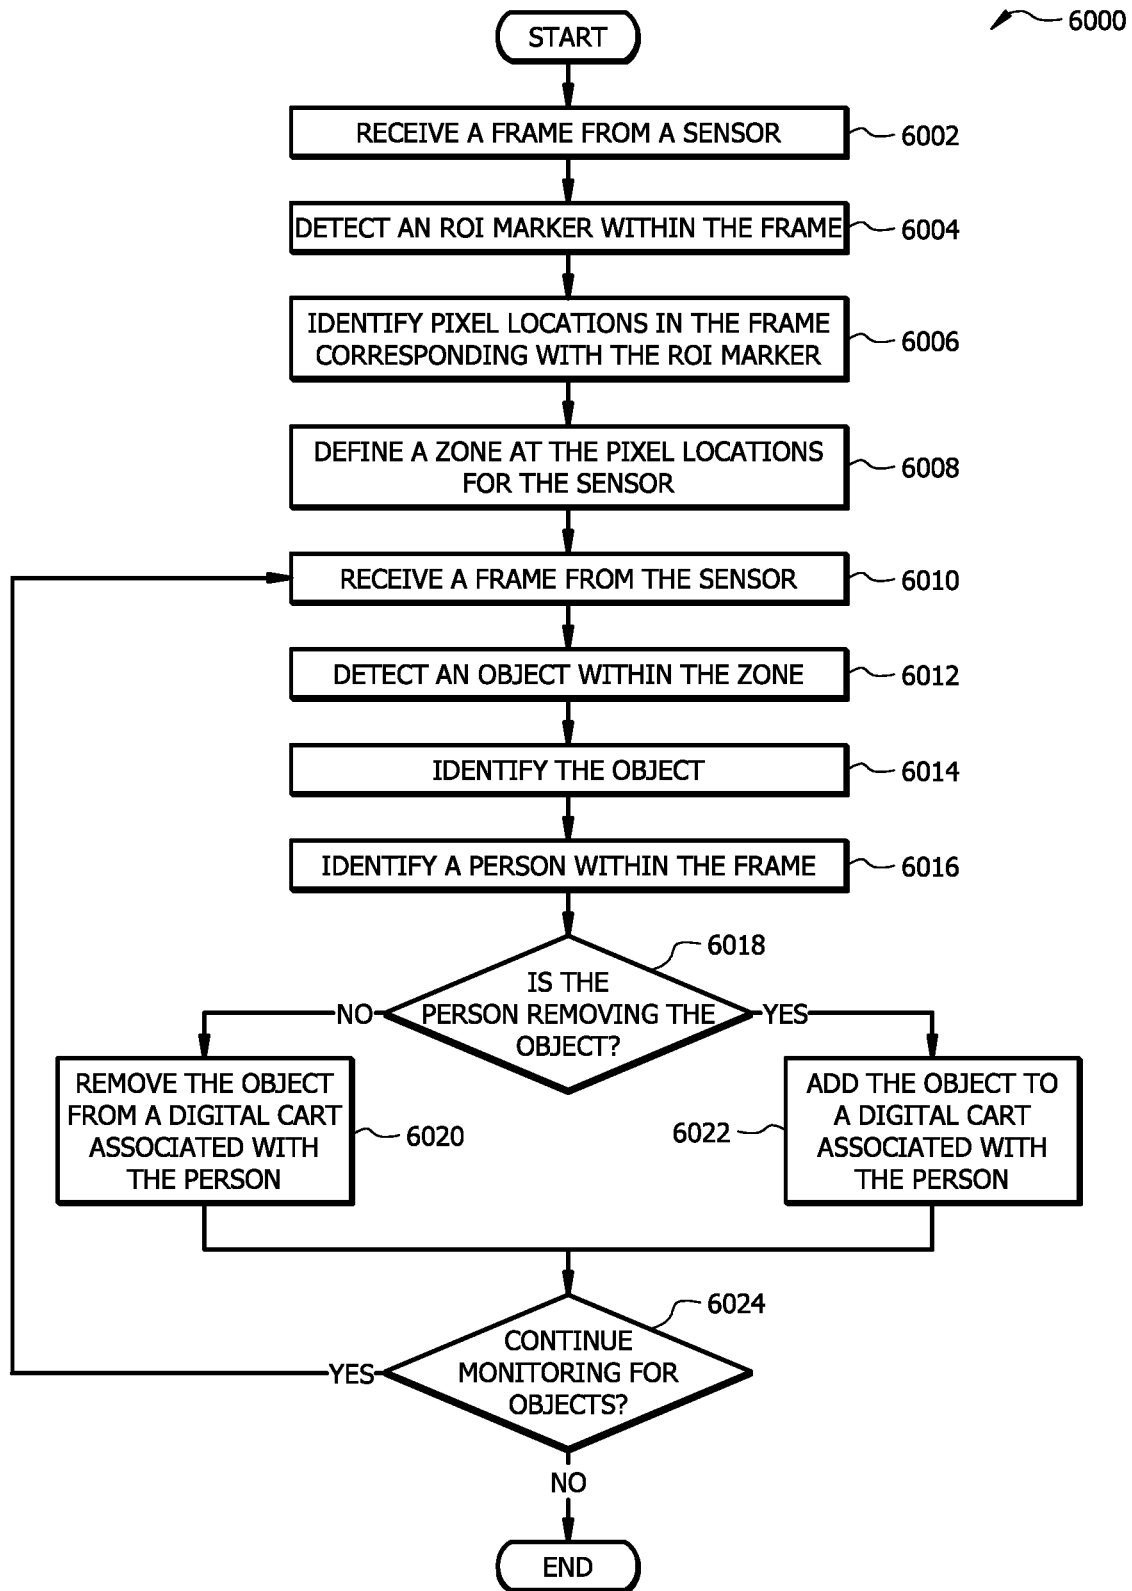 6000
START
RECEIVE A FRAME FROM A SENSOR
6002
DETECT AN ROI MARKER WITHIN THE FRAME
6004
IDENTIFY PIXEL LOCATIONS IN THE FRAME
CORRESPONDING WITH THE ROI MARKER
6006
DEFINE A ZONE AT THE PIXEL LOCATIONS
FOR THE SENSOR
6008
RECEIVE A FRAME FROM THE SENSOR
6010
DETECT AN OBJECT WITHIN THE ZONE
6012
IDENTIFY THE OBJECT
6014
IDENTIFY A PERSON WITHIN THE FRAME
6016
6018
IS THE
PERSON REMOVING THE
OBJECT?
NO
YES
REMOVE THE OBJECT
FROM A DIGITAL CART
ASSOCIATED WITH
THE PERSON
6020
6022
ADD THE OBJECT TO
A DIGITAL CART
ASSOCIATED WITH
THE PERSON
6024
CONTINUE
MONITORING FOR
OBJECTS?
YES
NO
END